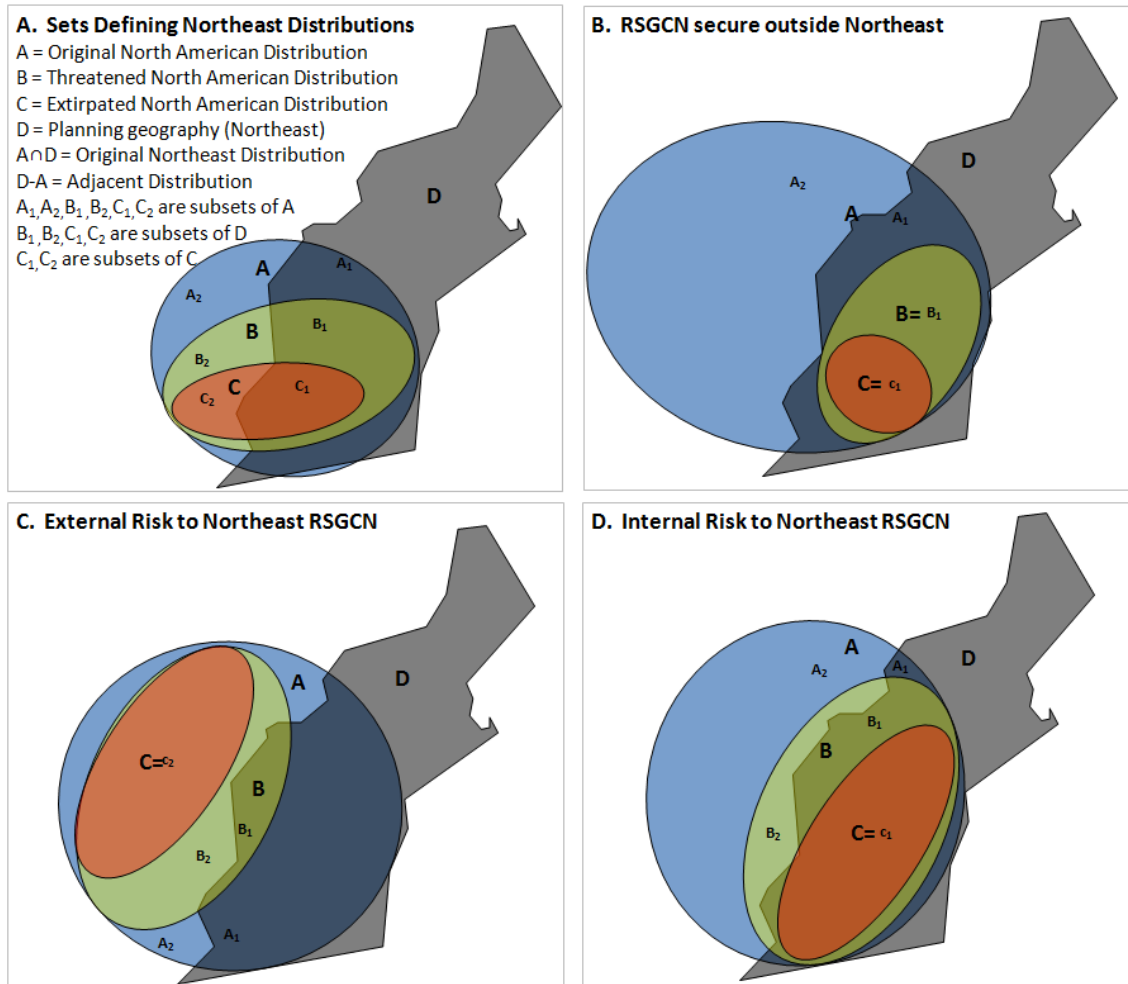 A. Sets Defining Northeast Distributions
A = Original North American Distribution
B = Threatened North American Distribution
C = Extirpated North American Distribution
D = Planning geography (Northeast)
A∩D = Original Northeast Distribution
D-A = Adjacent Distribution
A₁,A₂,B₁,B₂,C₁,C₂ are subsets of A
B₁,B₂,C₁,C₂ are subsets of D
C₁,C₂ are subsets of C
D
A
A₁
A₂
B
B₁
B₂
C
C₁
C₂
B. RSGCN secure outside Northeast
D
A₂
A
A₁
B= B₁
C= c₁
C. External Risk to Northeast RSGCN
D
A
C=c₂
B
B₁
B₂
A₁
A₂
D. Internal Risk to Northeast RSGCN
A
D
A₂
A₁
B₁
B
B₂
C= c₁